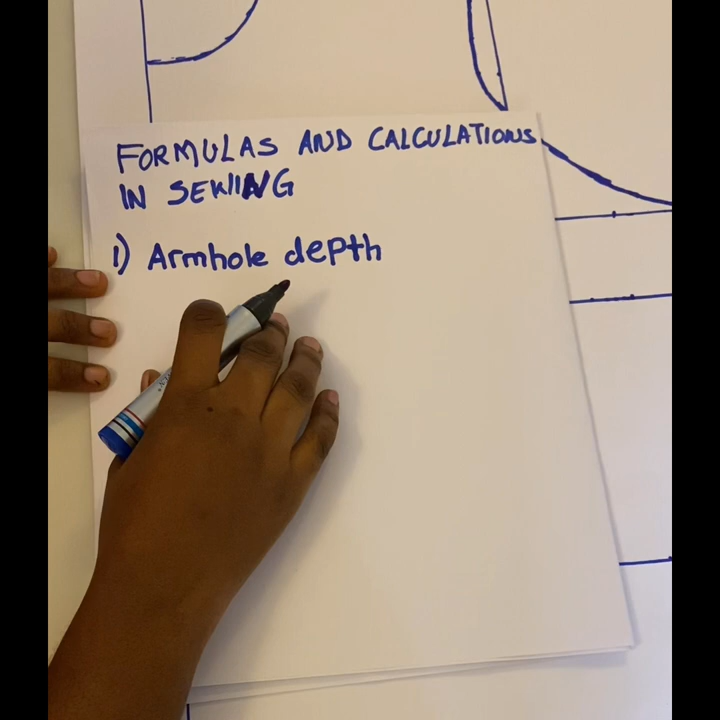 FORMULAS AND CALCULATIONS
IN SEWING
1) Armhole depth